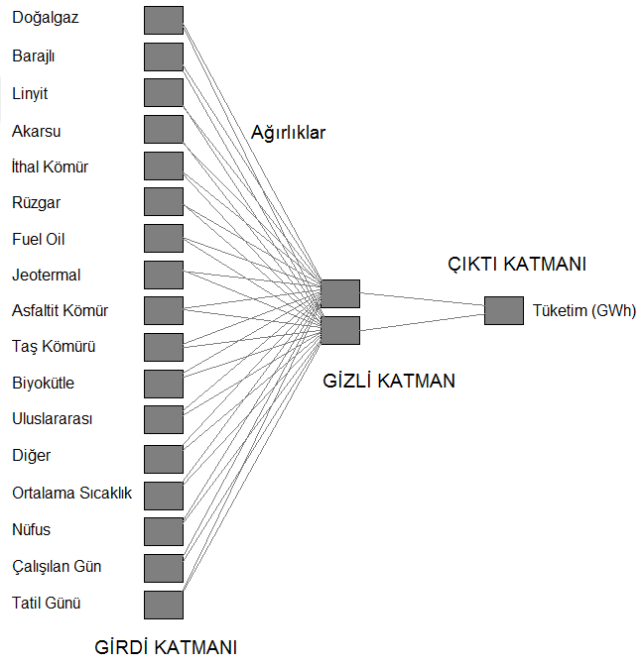 Doğalgaz
Barajlı
Linyit
Akarsu
İthal Kömür
Rüzgar
Fuel Oil
Jeotermal
Asfaltit Kömür
Taş Kömürü
Biyokütle
Uluslararası
Diğer
Ortalama Sıcaklık
Nüfus
Çalışılan Gün
Tatil Günü
GİRDİ KATMANI
Ağırlıklar
GİZLİ KATMAN
ÇIKTI KATMANI
Tüketim (GWh)